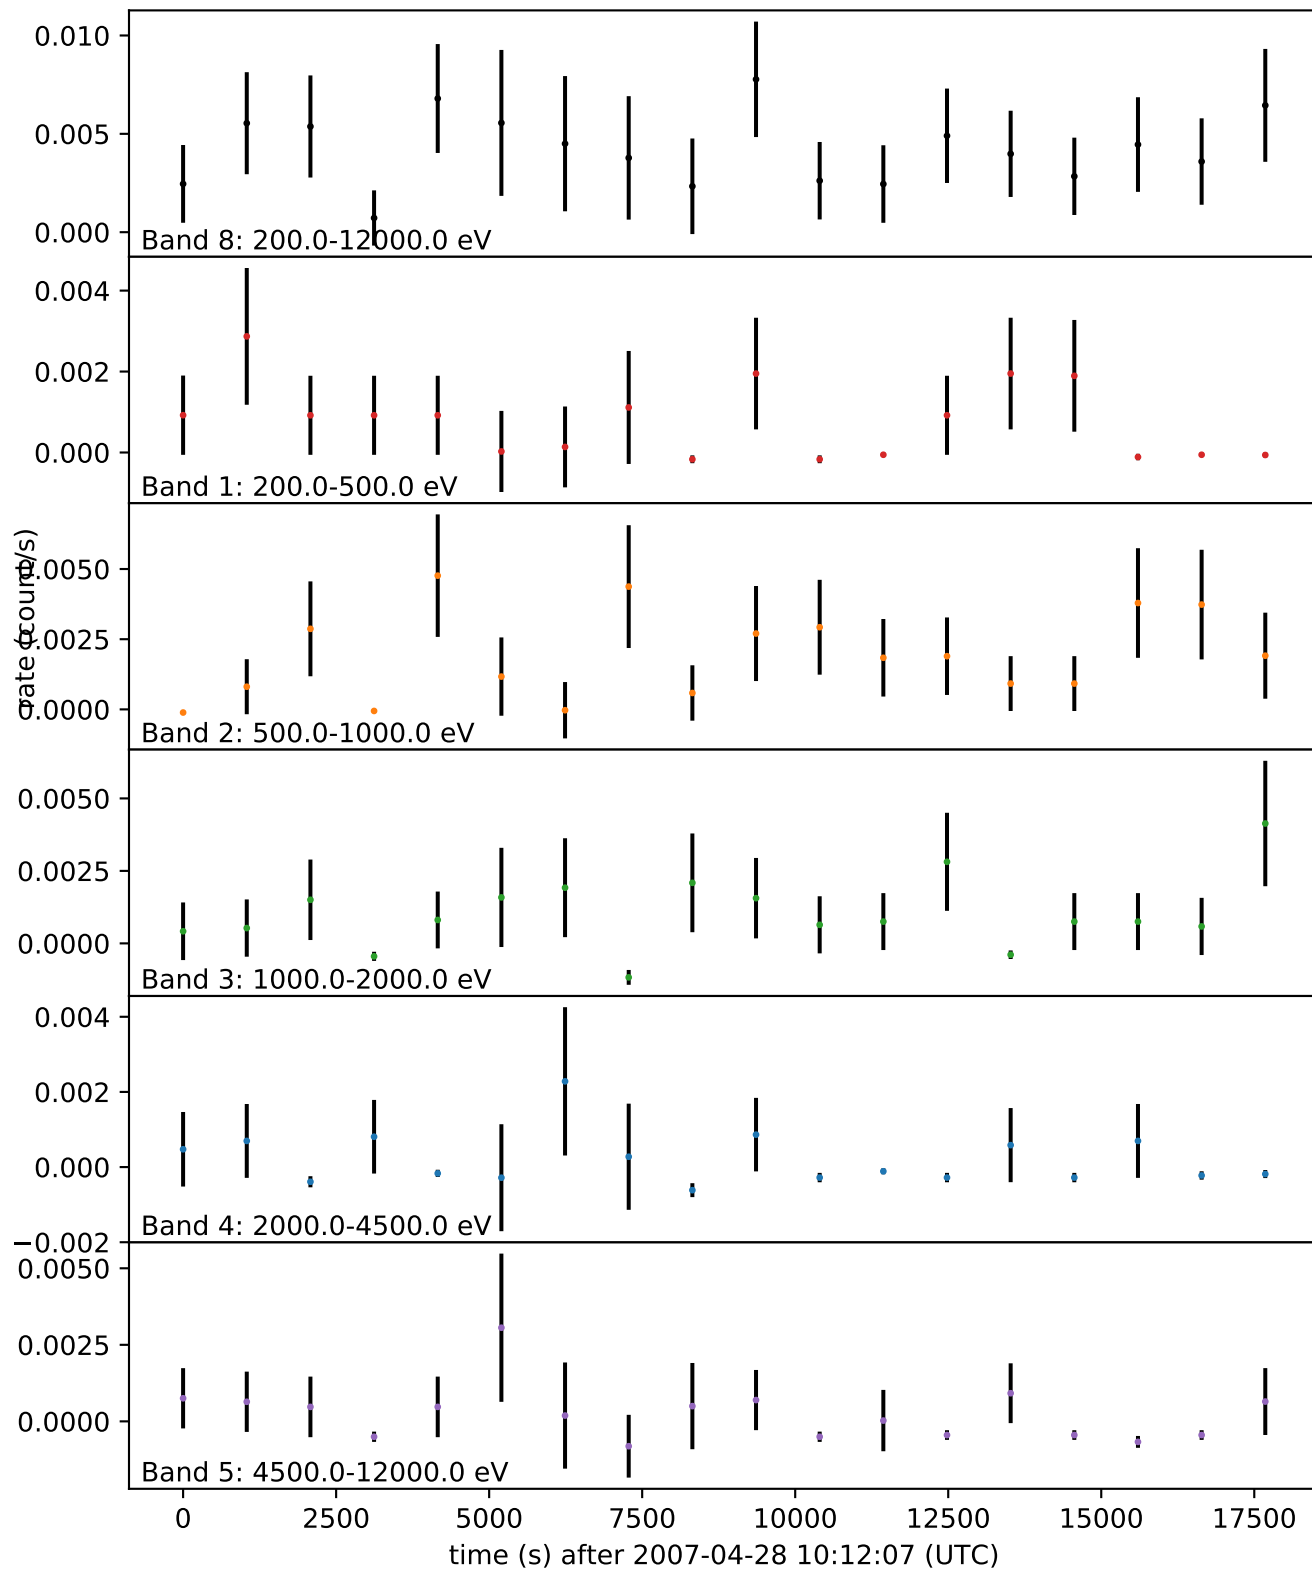 0.010
0.005
0.000
Band 8: 200.0-12000.0 eV
0.004
0.002
0.000
Band 1: 200.0-500.0 eV
rate (count/s)
0.0050
0.0025
0.0000
Band 2: 500.0-1000.0 eV
0.0050
0.0025
0.0000
Band 3: 1000.0-2000.0 eV
0.004
0.002
0.000
−0.002
Band 4: 2000.0-4500.0 eV
0.0050
0.0025
0.0000
Band 5: 4500.0-12000.0 eV
0 2500 5000 7500 10000 12500 15000 17500
time (s) after 2007-04-28 10:12:07 (UTC)